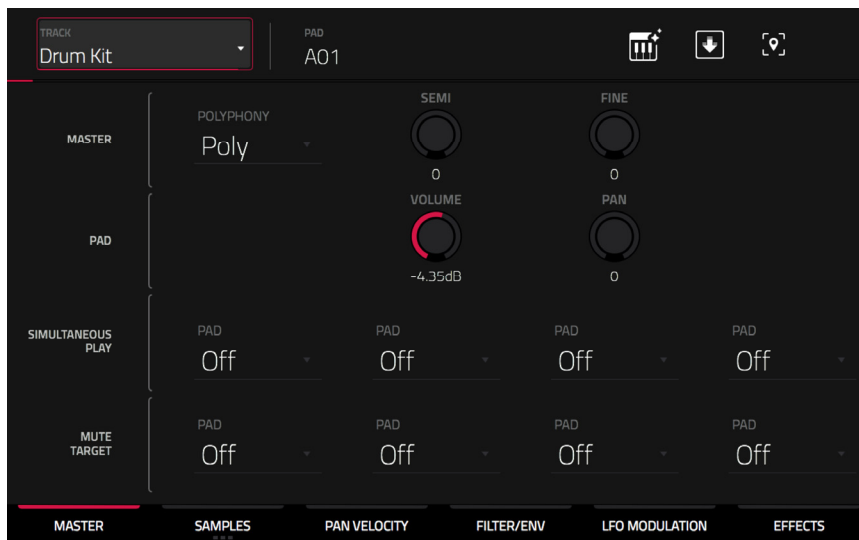 TRACK
Drum Kit
PAD
A01
MASTER
POLYPHONY
Poly
SEMI
0
FINE
0
PAD
VOLUME
-4.35dB
PAN
0
SIMULTANEOUS
PLAY
PAD
Off
PAD
Off
PAD
Off
PAD
Off
MUTE
TARGET
PAD
Off
PAD
Off
PAD
Off
PAD
Off
MASTER
SAMPLES
PAN VELOCITY
FILTER/ENV
LFO MODULATION
EFFECTS